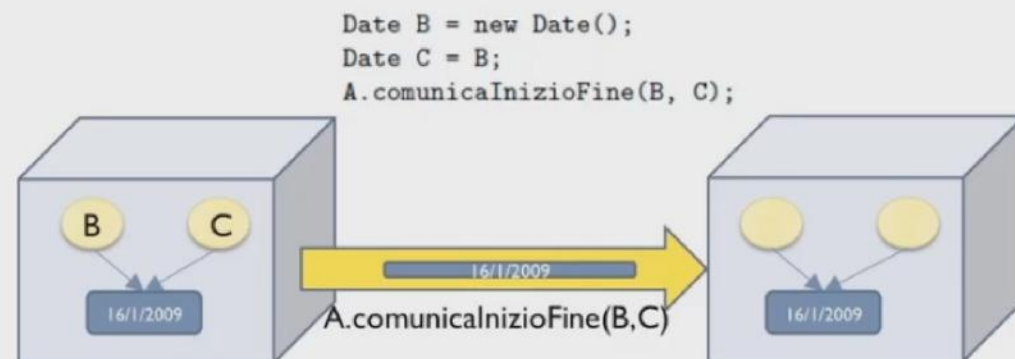 Date B = new Date();
Date C = B;
A.comunicaInizioFine(B, C);
B C
16/1/2009
16/1/2009
A.comunicaInizioFine(B,C)
16/1/2009